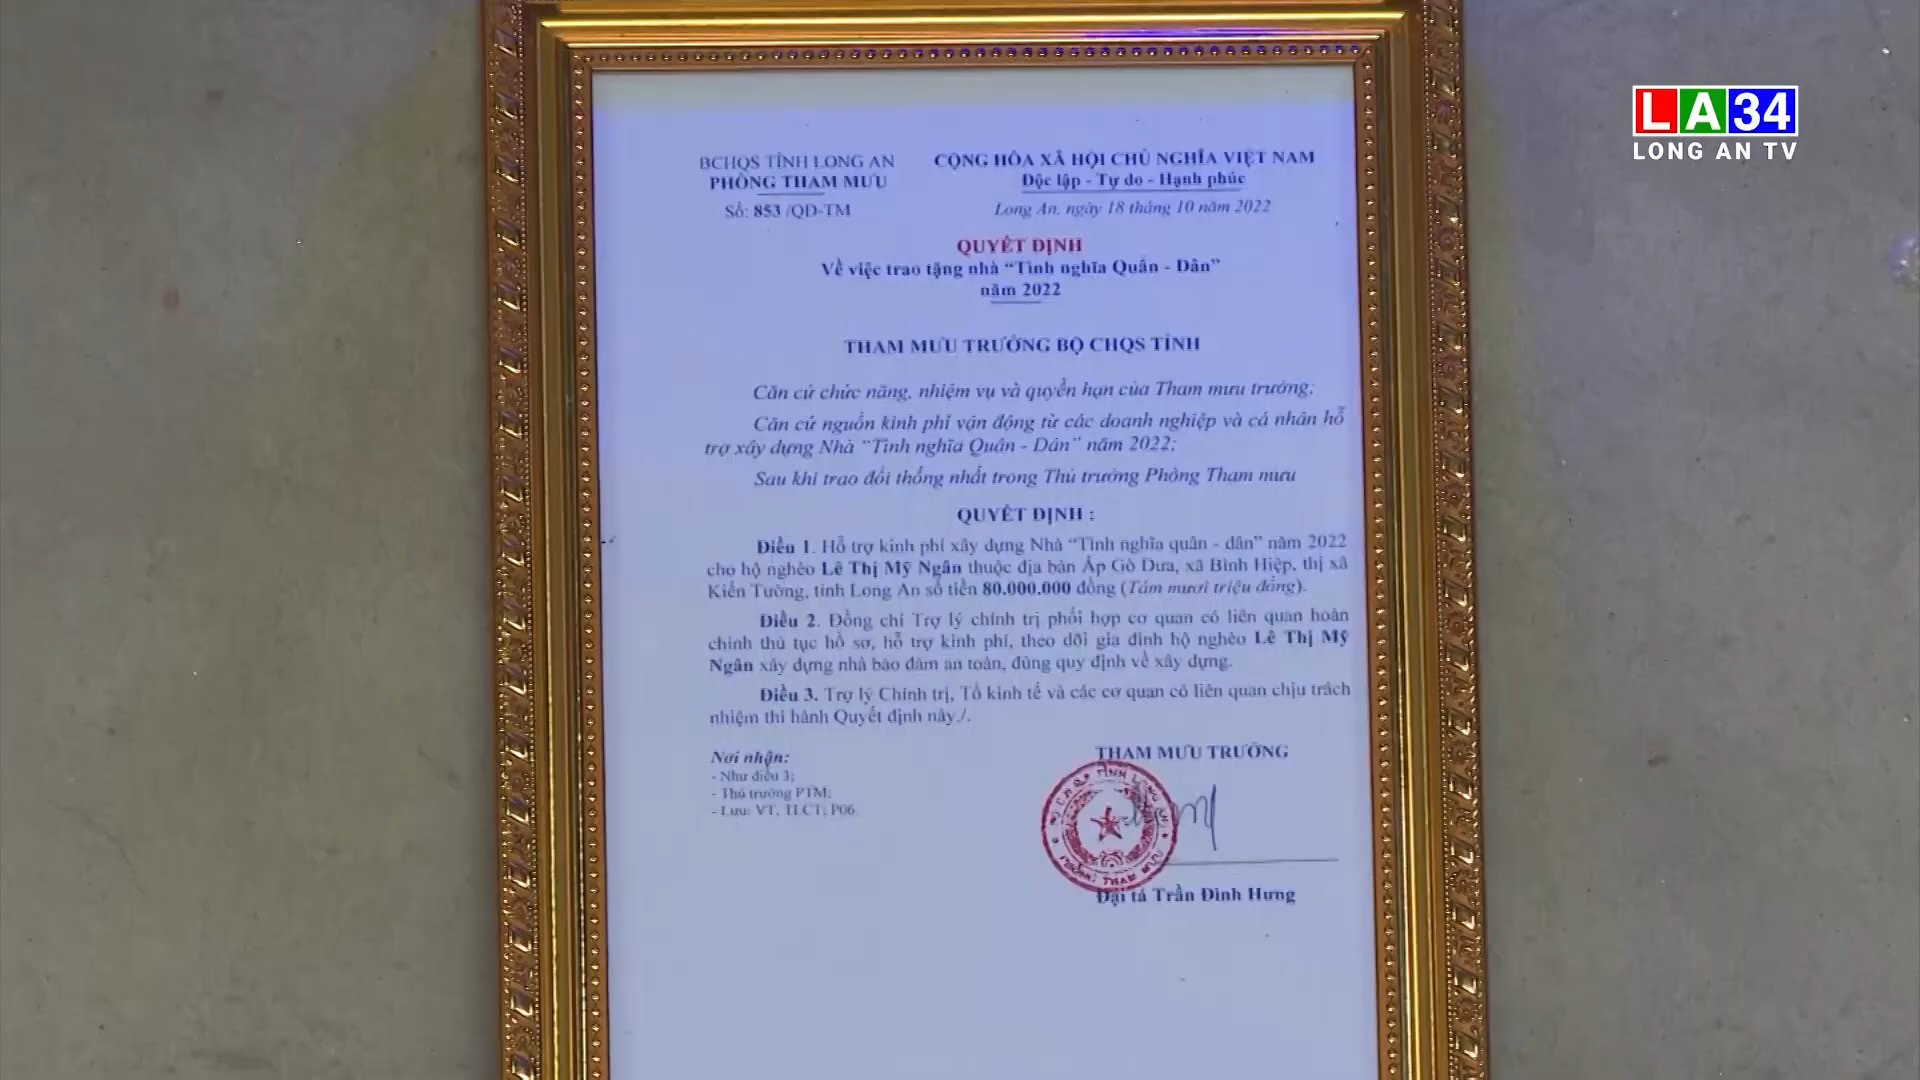 LA34
LONG AN TV
BCHQS TỈNH LONG AN
PHÒNG THAM MƯU
Số: 853 /QĐ-TM
CỘNG HÒA XÃ HỘI CHỦ NGHĨA VIỆT NAM
Độc lập - Tự do - Hạnh phúc
Long An, ngày 18 tháng 10 năm 2022
QUYẾT ĐỊNH
Về việc trao tặng nhà “Tình nghĩa Quân - Dân”
năm 2022
THAM MƯU TRƯỞNG BỘ CHQS TỈNH
Căn cứ chức năng, nhiệm vụ và quyền hạn của Tham mưu trưởng;
Căn cứ nguồn kinh phí vận động từ các doanh nghiệp và cá nhân hỗ
trợ xây dựng Nhà “Tình nghĩa Quân - Dân” năm 2022;
Sau khi trao đổi thống nhất trong Thủ trưởng Phòng Tham mưu
QUYẾT ĐỊNH :
Điều 1. Hỗ trợ kinh phí xây dựng Nhà “Tình nghĩa quân - dân” năm 2022
cho hộ nghèo Lê Thị Mỹ Ngân thuộc địa bàn Ấp Gò Dưa, xã Bình Hiệp, thị xã
Kiến Tường, tỉnh Long An số tiền 80.000.000 đồng (Tám mươi triệu đồng).
Điều 2. Đồng chí Trợ lý chính trị phối hợp cơ quan có liên quan hoàn
chỉnh thủ tục hồ sơ, hỗ trợ kinh phí, theo dõi gia đình hộ nghèo Lê Thị Mỹ
Ngân xây dựng nhà bảo đảm an toàn, đúng quy định về xây dựng.
Điều 3. Trợ lý Chính trị, Tổ kinh tế và các cơ quan có liên quan chịu trách
nhiệm thi hành Quyết định này./.
Nơi nhận:
- Như điều 3;
- Thủ trưởng PTM;
- Lưu: VT, TLCT; P06.
THAM MƯU TRƯỞNG
TỈNH LONG AN
PHÒNG THAM MƯU
Đại tá Trần Đình Hưng